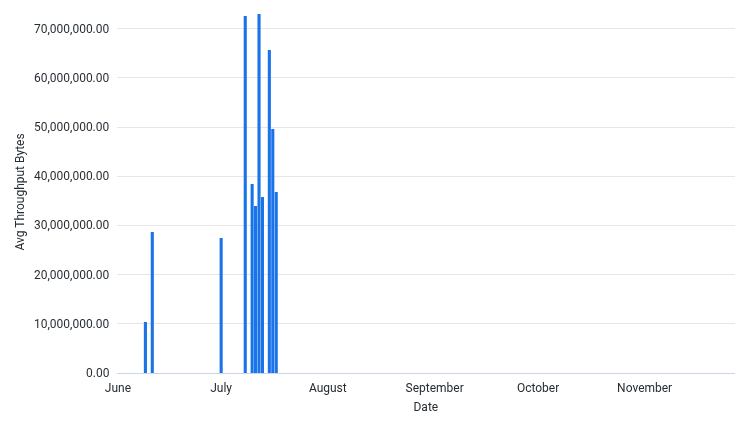 70,000,000.00
60,000,000.00
50,000,000.00
40,000,000.00
30,000,000.00
20,000,000.00
10,000,000.00
0.00
Avg Throughput Bytes
June July August September October November
Date